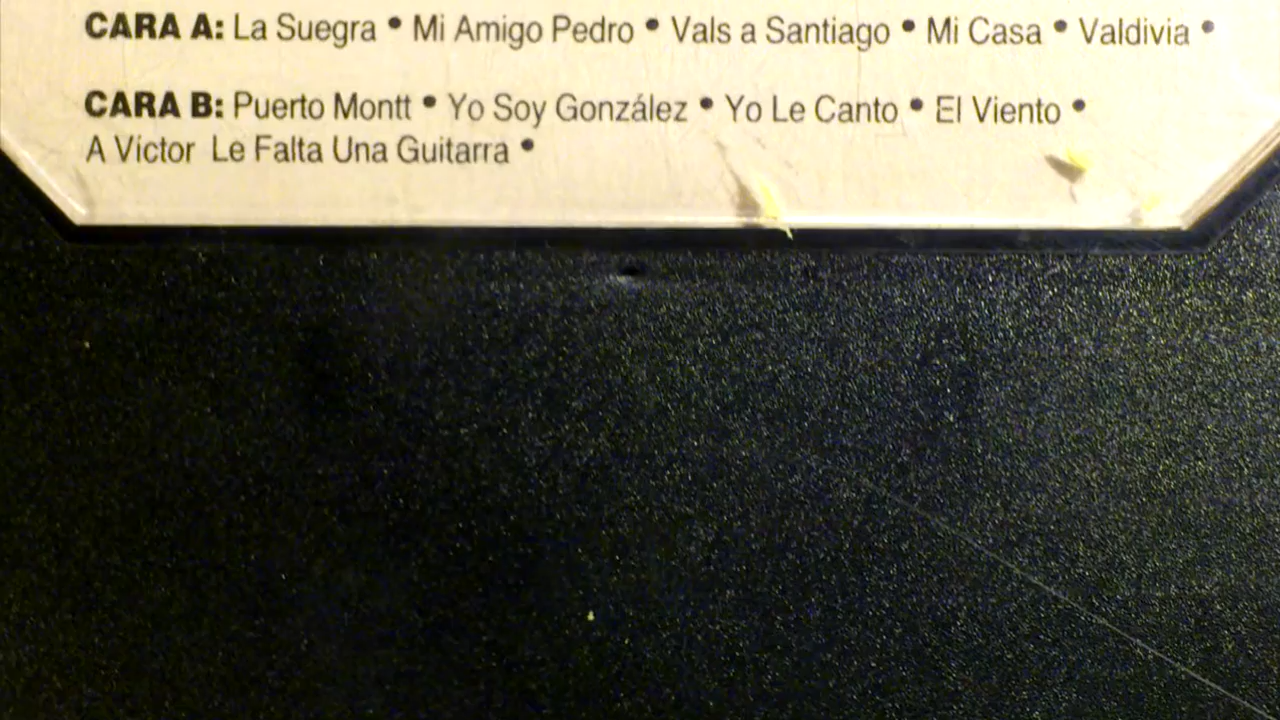 CARA A: La Suegra • Mi Amigo Pedro • Vals a Santiago • Mi Casa • Valdivia •
CARA B: Puerto Montt • Yo Soy González • Yo Le Canto • El Viento •
A Víctor Le Falta Una Guitarra •